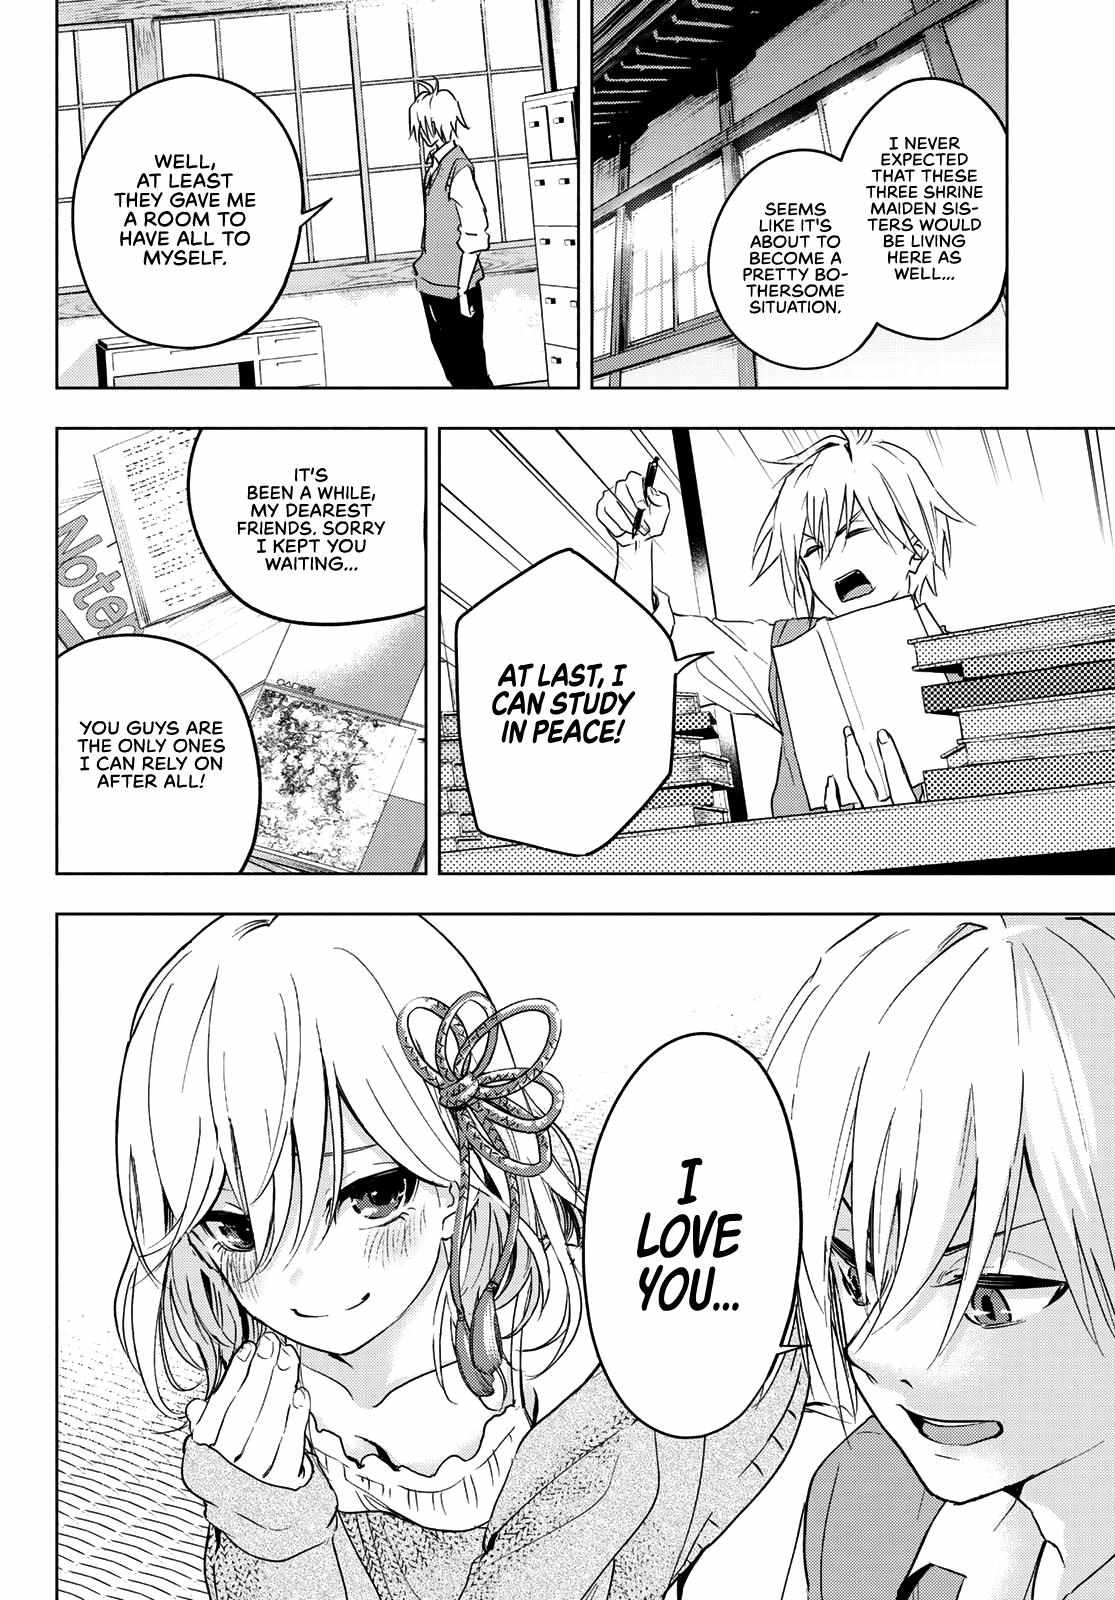 I NEVER
EXPECTED
THAT THESE
THREE SHRINE
MAIDEN SIS-
TERS WOULD
BE LIVING
HERE AS
WELL...
SEEMS
LIKE IT'S
ABOUT TO
BECOME A
PRETTY BO-
THERSOME
SITUATION.
WELL,
AT LEAST
THEY GAVE ME
A ROOM TO
HAVE ALL TO
MYSELF.
AT LAST, I
CAN STUDY
IN PEACE!
IT'S
BEEN A WHILE,
MY DEAREST
FRIENDS. SORRY
I KEPT YOU
WAITING...
Note
YOU GUYS ARE
THE ONLY ONES
I CAN RELY ON
AFTER ALL!
I
LOVE
YOU...